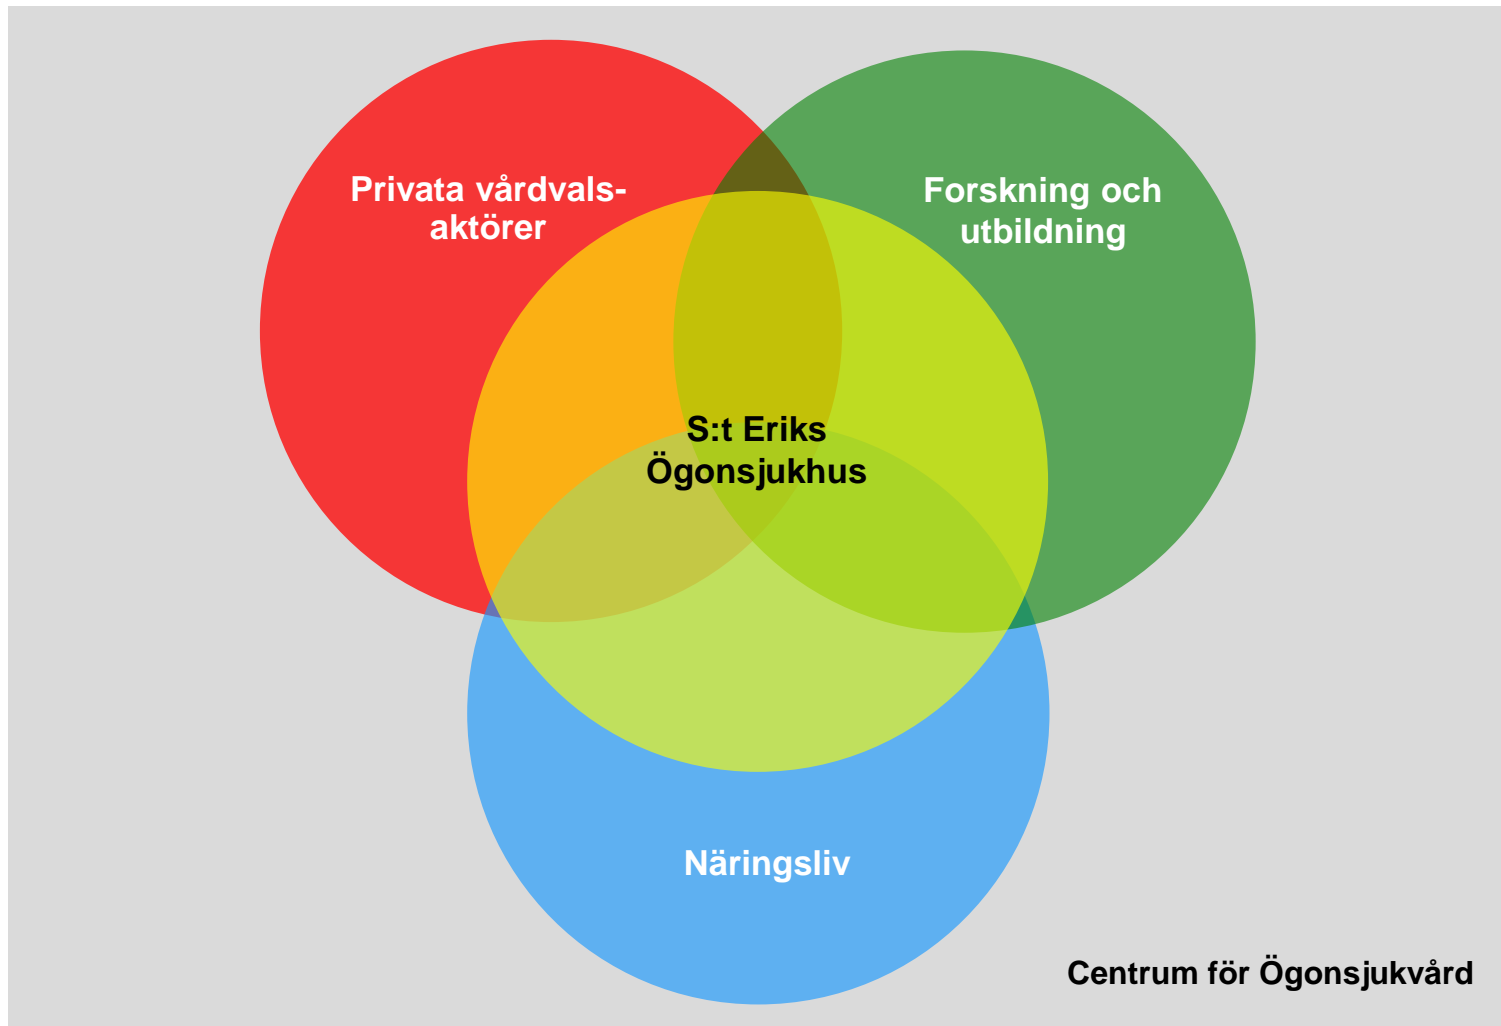 Privata vårdvals-
aktörer
Forskning och
utbildning
S:t Eriks
Ögonsjukhus
Näringsliv
Centrum för Ögonsjukvård